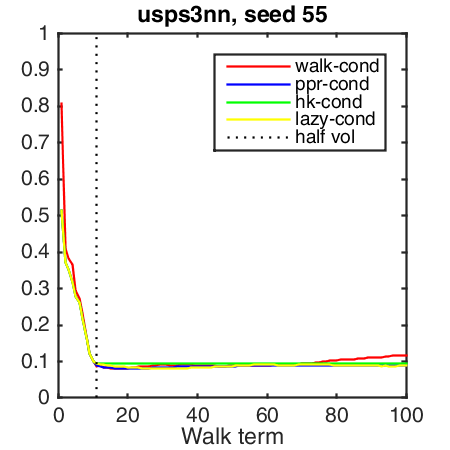 usps3nn, seed 55
1
0.9
0.8
0.7
0.6
0.5
0.4
0.3
0.2
0.1
0
walk-cond
ppr-cond
hk-cond
lazy-cond
half vol
0 20 40 60 80 100
Walk term